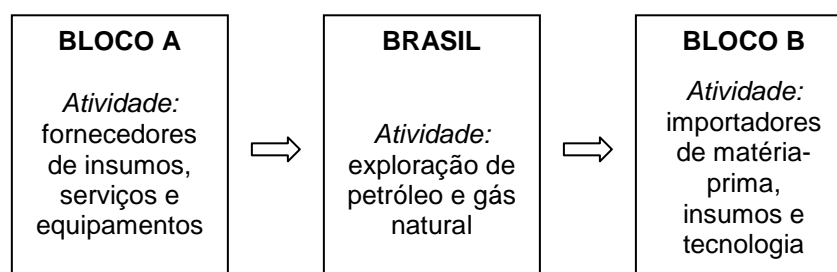 BLOCO A
Atividade:
fornecedores
de insumos,
serviços e
equipamentos
BRASIL
Atividade:
exploração de
petróleo e gás
natural
BLOCO B
Atividade:
importadores
de matéria-
prima,
insumos e
tecnologia